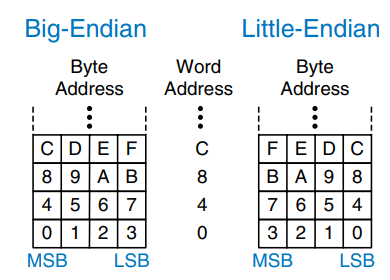 Big-Endian Little-Endian
Byte Address Word Address Byte Address
C D E F C F E D C
8 9 A B 8 B A 9 8
4 5 6 7 4 7 6 5 4
0 1 2 3 0 3 2 1 0
MSB LSB MSB LSB